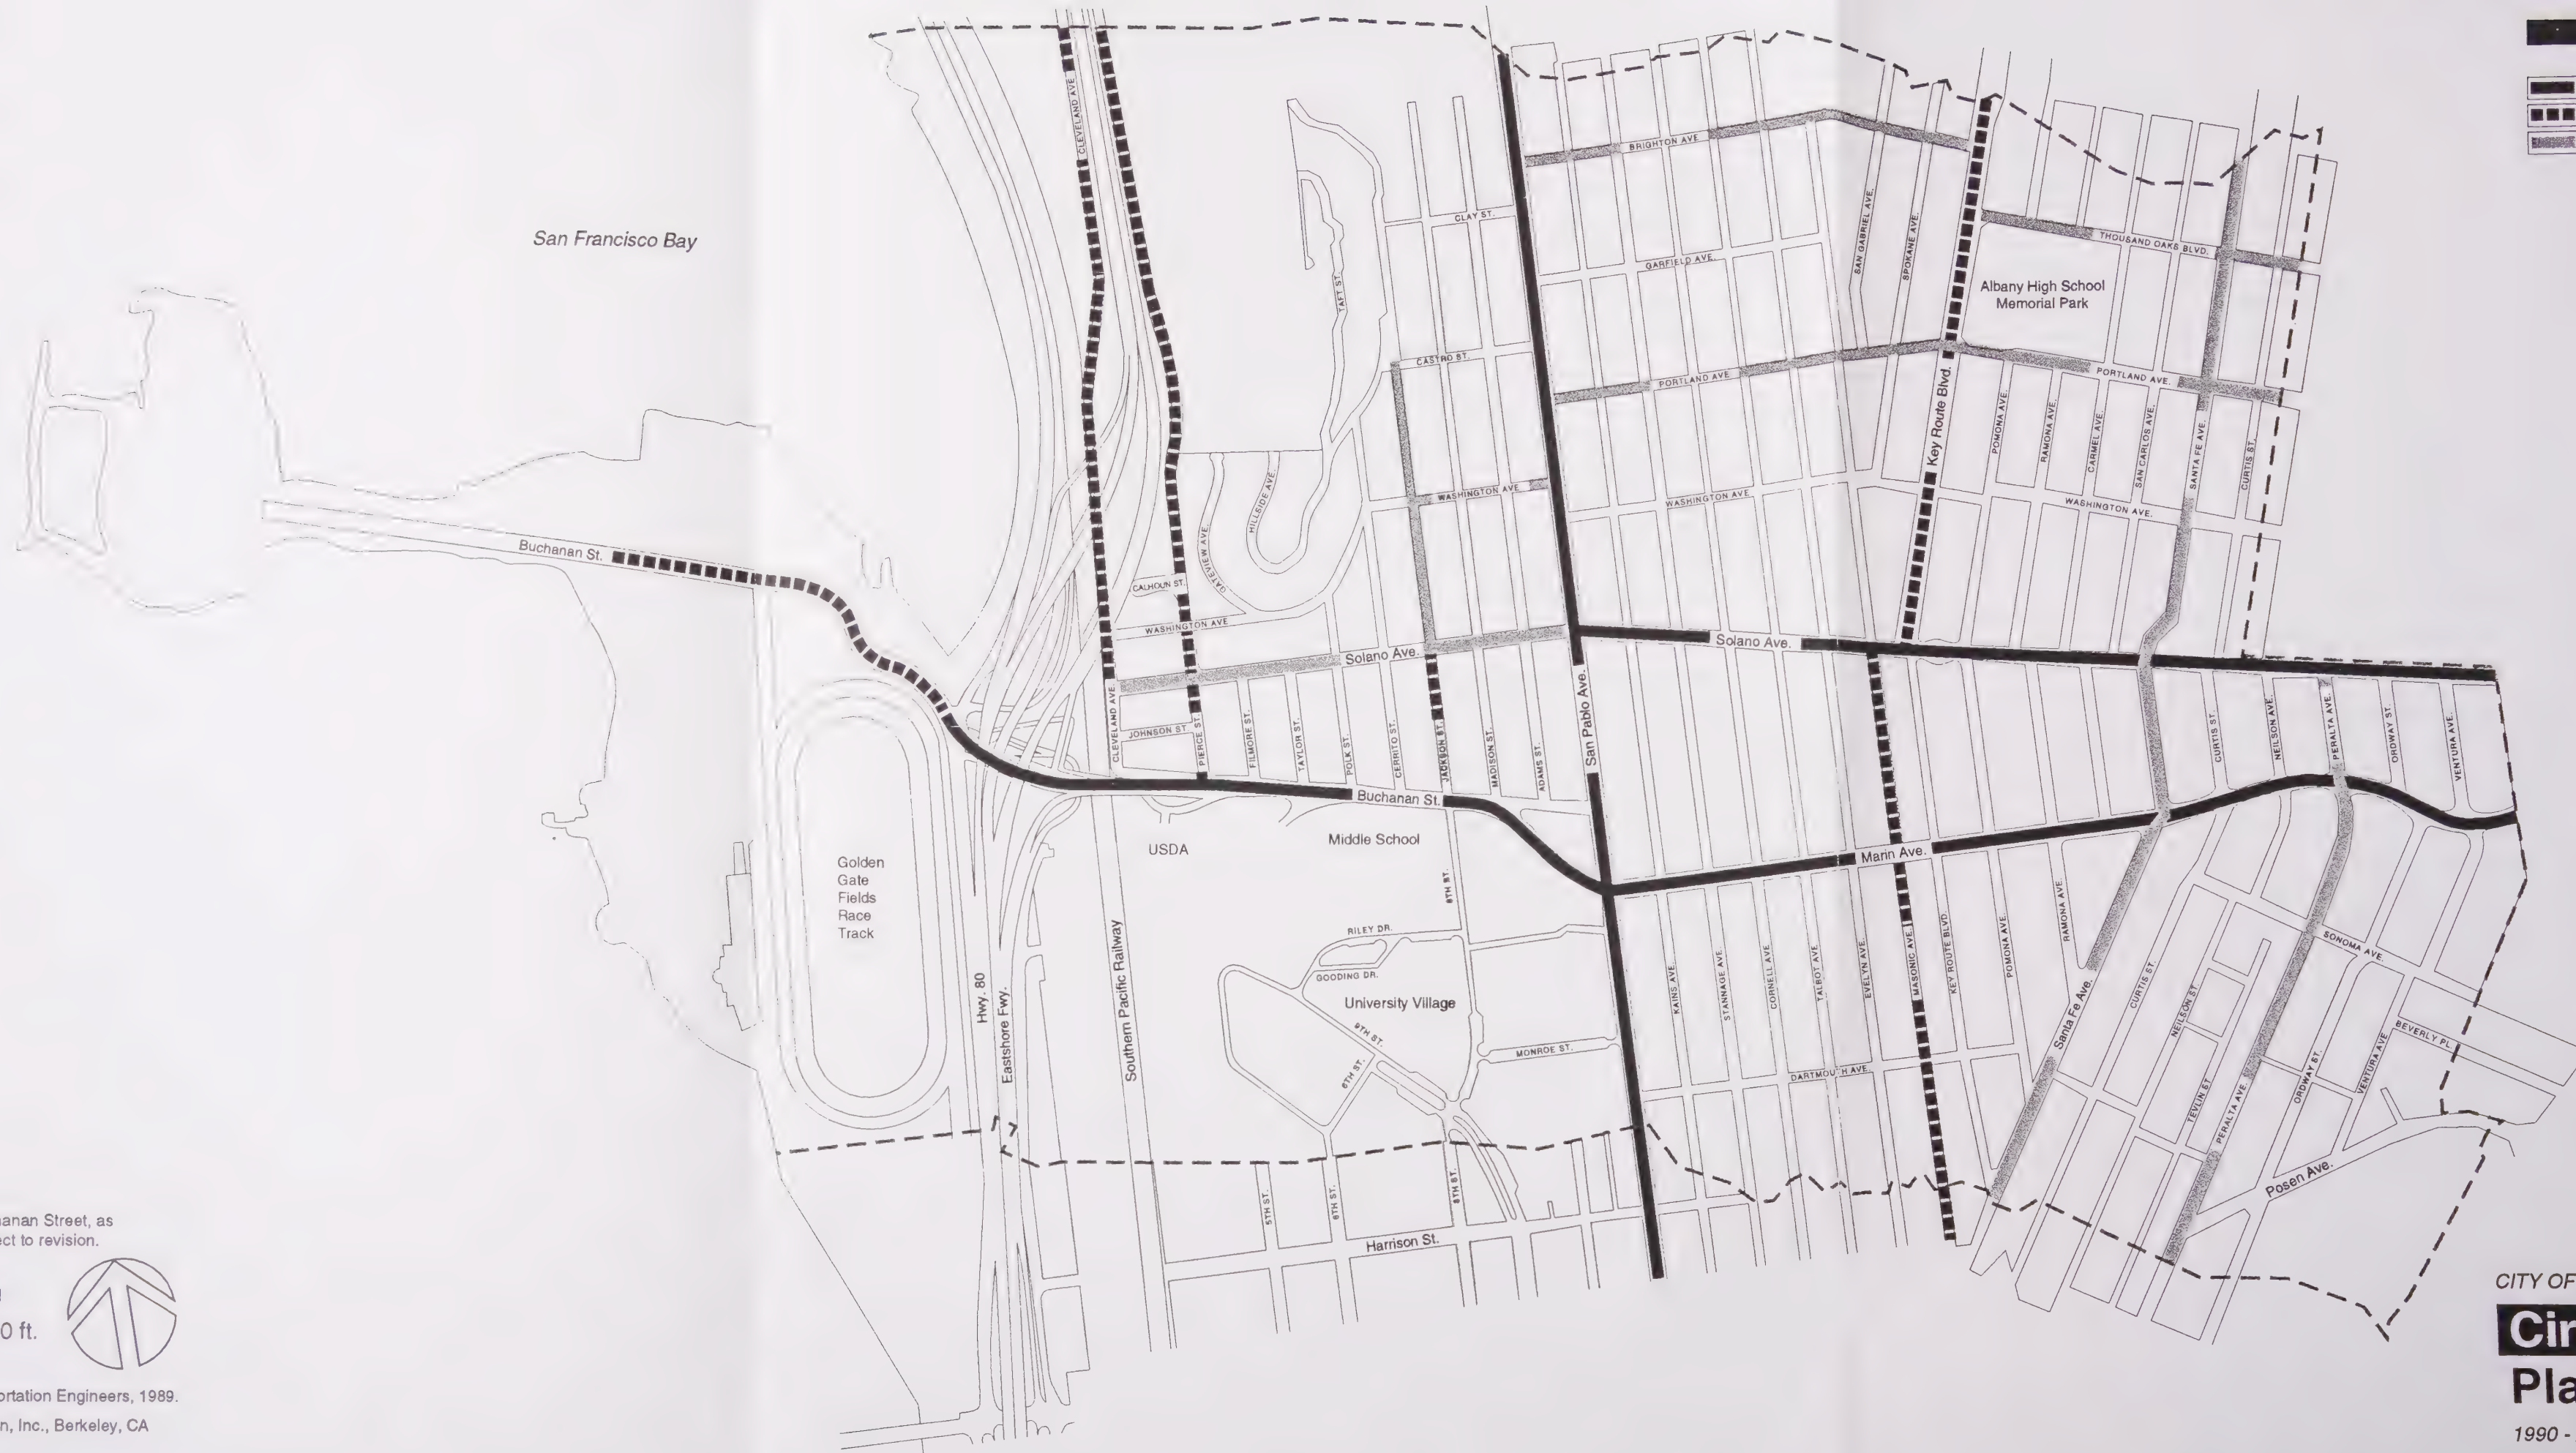 CLEVELAND AVE
BRIGHTON AVE
SAN GABRIEL AVE.
SPOKANE AVE.
CLAY ST.
THOUSAND OAKS BLVD.
San Francisco Bay
GARFIELD AVE.
TAFT ST.
Albany High School
Memorial Park
CASTRO ST.
PORTLAND AVE.
PORTLAND AVE.
Key Route Blvd.
POMONA AVE.
RAMONA AVE.
CARMEL AVE.
SAN CARLOS AVE.
SANTA FE AVE.
CURTIS ST.
HILLSIDE AVE.
WASHINGTON AVE.
WASHINGTON AVE
WASHINGTON AVE.
Buchanan St.
GATEVIEW AVE.
CALHOUN ST.
WASHINGTON AVE
Solano Ave.
Solano Ave.
San Pablo Ave.
CLEVELAND AVE.
JOHNSON ST.
PIERCE ST.
FILMORE ST.
TAYLOR ST.
POLK ST.
CERRITO ST.
JACKSON ST.
MADISON ST.
ADAMS ST.
CURTIS ST.
NEILSON AVE.
PERALTA AVE.
ORDWAY ST.
VENTURA AVE.
Buchanan St.
USDA
Middle School
Marin Ave.
Golden
Gate
Fields
Race
Track
8TH ST.
RILEY DR.
GOODING DR.
University Village
9TH ST.
6TH ST.
MONROE ST.
Hwy. 80
Eastshore Fwy.
Southern Pacific Railway
KAINS AVE.
STANNAGE AVE.
CORNELL AVE
TALBOT AVE
EVELYN AVE.
MASONIC AVE.
KEY ROUTE BLVD.
POMONA AVE.
RAMONA AVE.
Santa Fe Ave.
CURTIS ST.
NEILSON ST
SONOMA AVE.
BEVERLY PL.
DARTMOUTH AVE.
TEVLIN ST
PERALTA AVE.
ORDWAY ST.
VENTURA AVE
Posen Ave.
5TH ST.
6TH ST.
8TH ST.
Harrison St.
anan Street, as
ect to revision.
0 ft.
ortation Engineers, 1989.
n, Inc., Berkeley, CA
CITY OF
Cir
Pla
1990 -